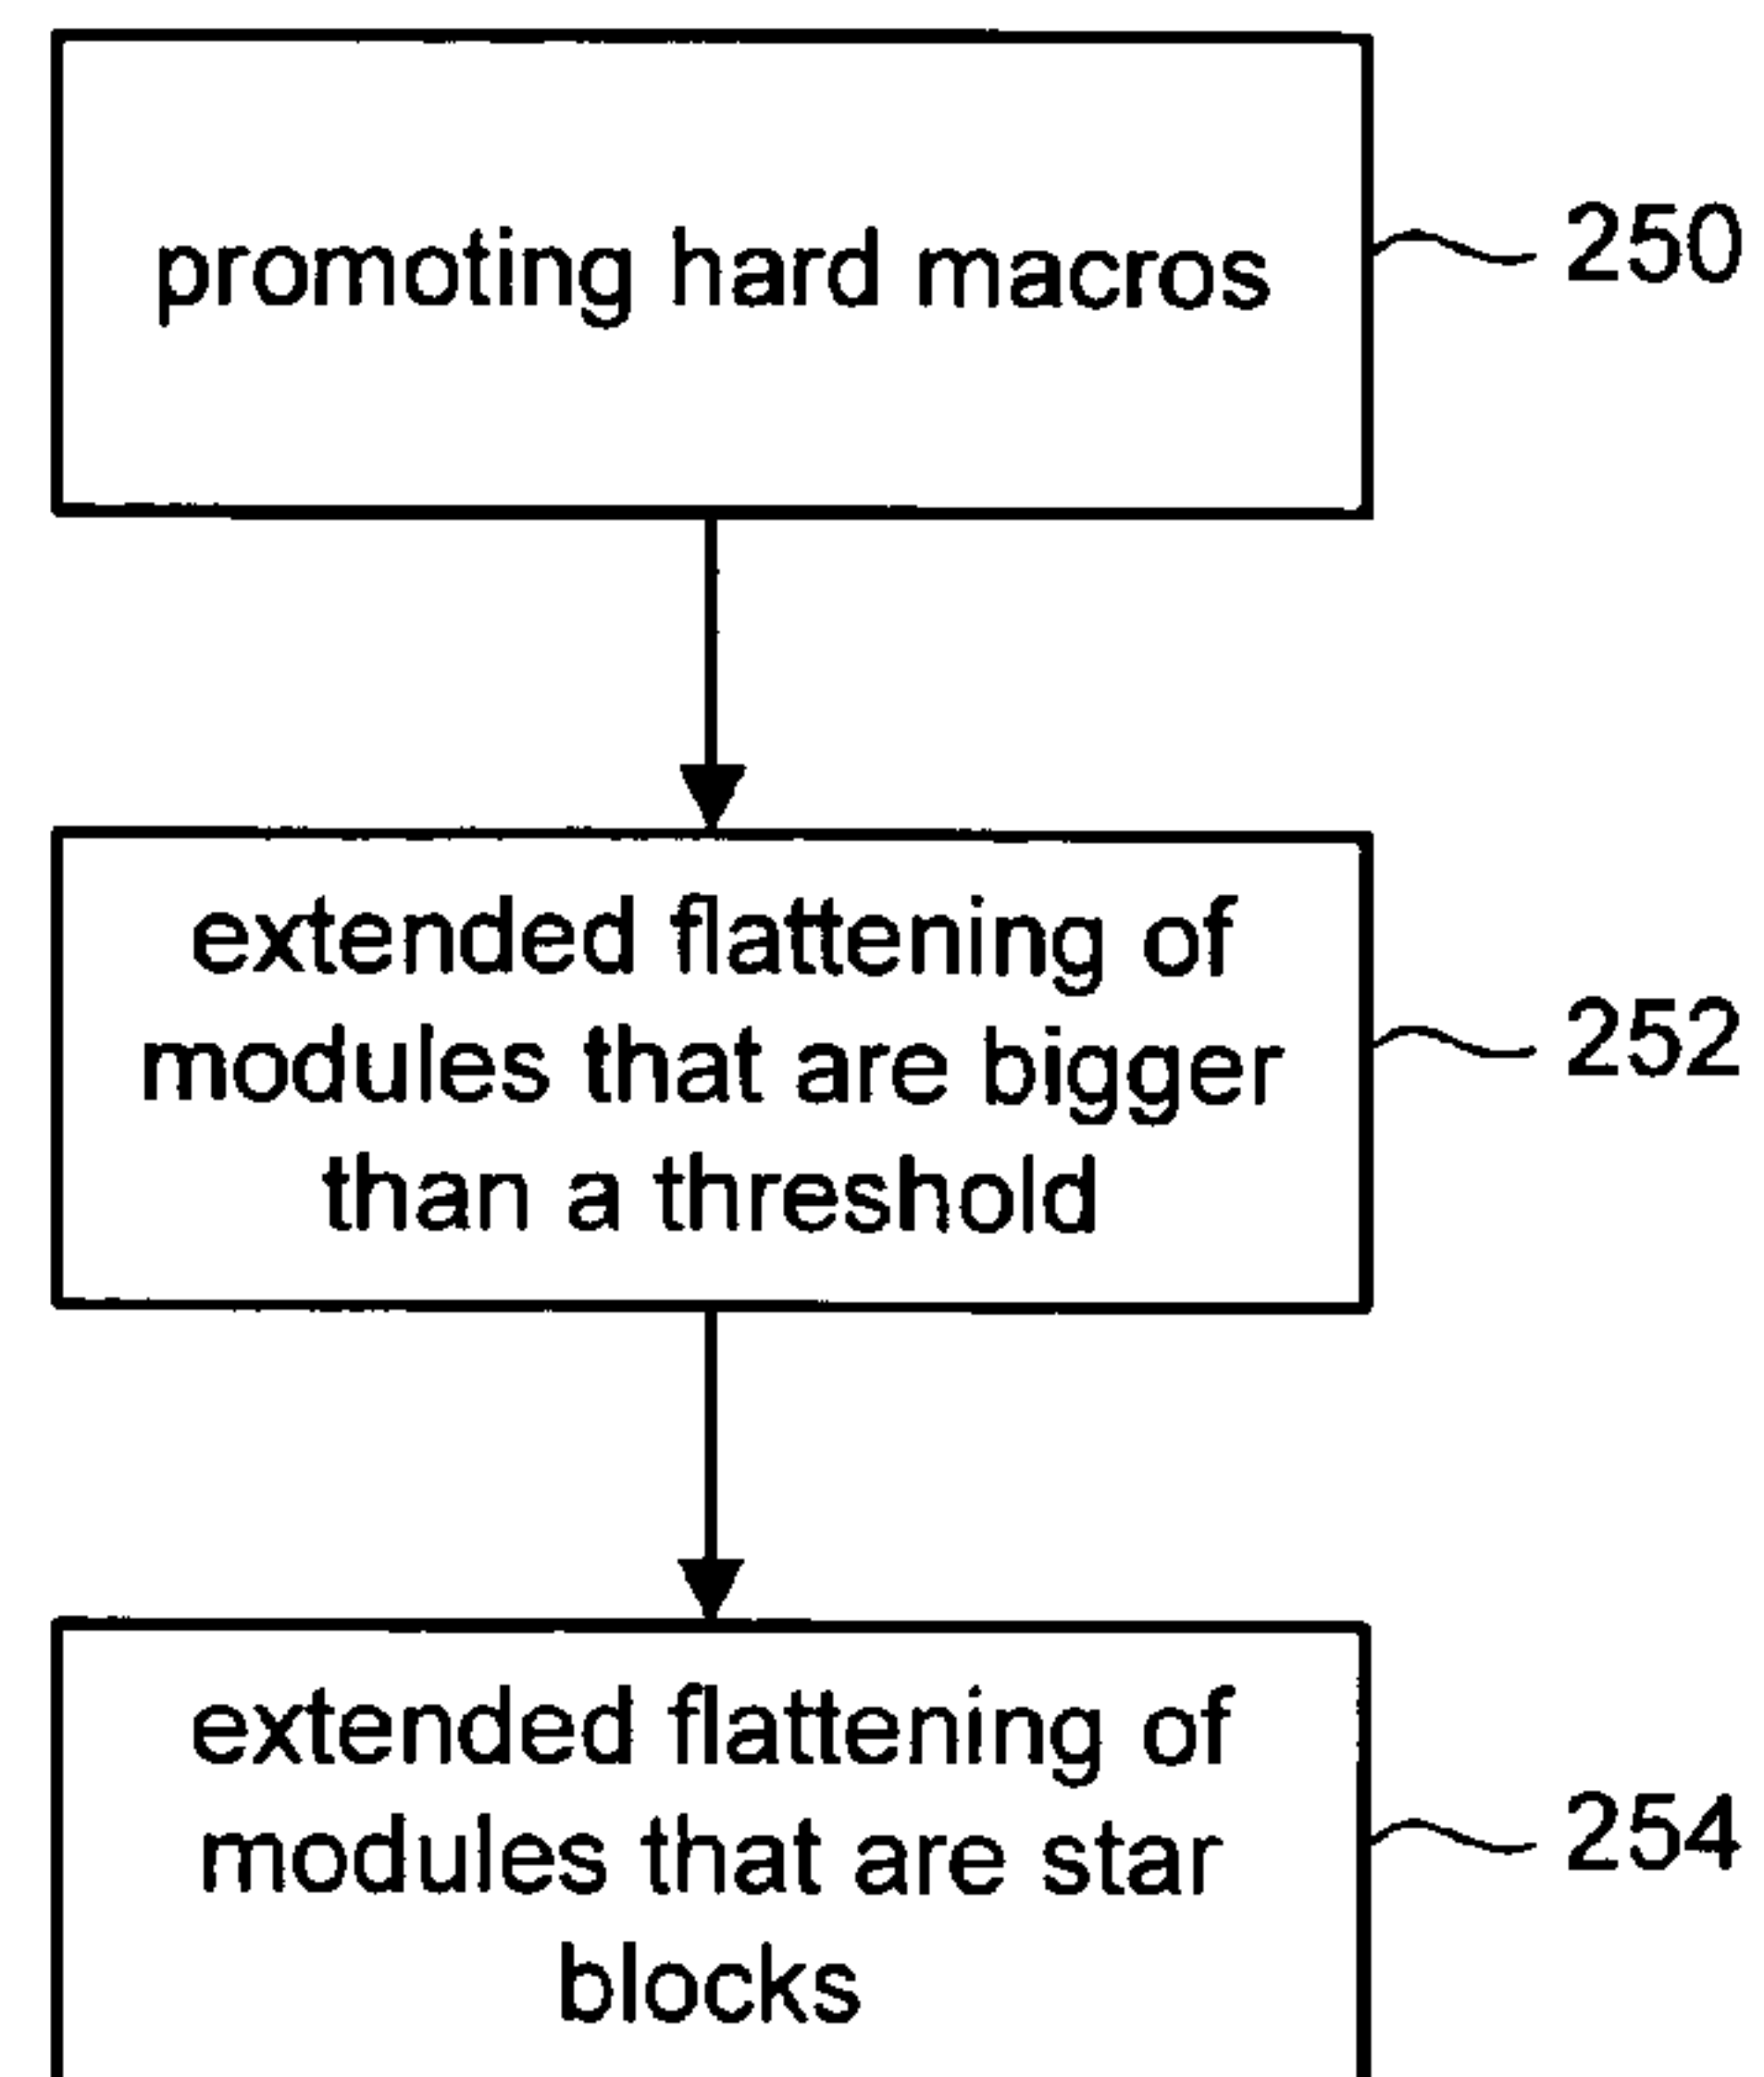 promoting hard macros
250
extended flattening of
modules that are bigger
than a threshold
252
extended flattening of
modules that are star
blocks
254